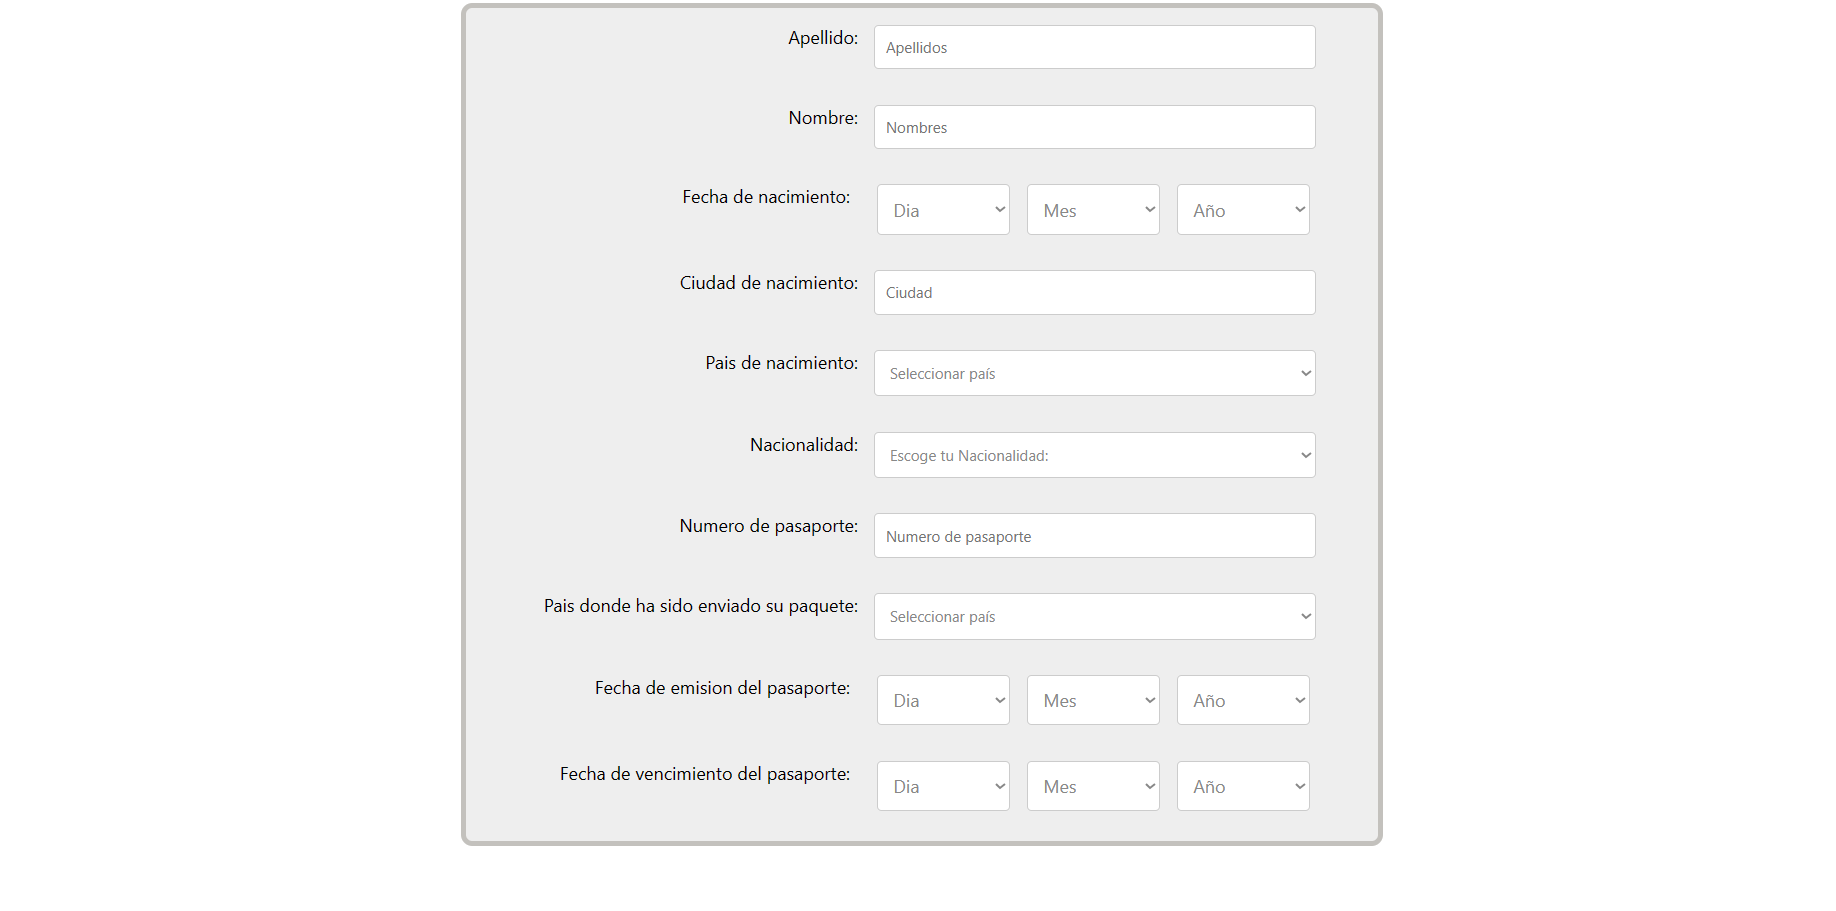 Apellido: Apellidos
Nombre: Nombres
Fecha de nacimiento: Dia Mes Año
Ciudad de nacimiento: Ciudad
Pais de nacimiento: Seleccionar país
Nacionalidad: Escoge tu Nacionalidad:
Numero de pasaporte: Numero de pasaporte
Pais donde ha sido enviado su paquete: Seleccionar país
Fecha de emision del pasaporte: Dia Mes Año
Fecha de vencimiento del pasaporte: Dia Mes Año